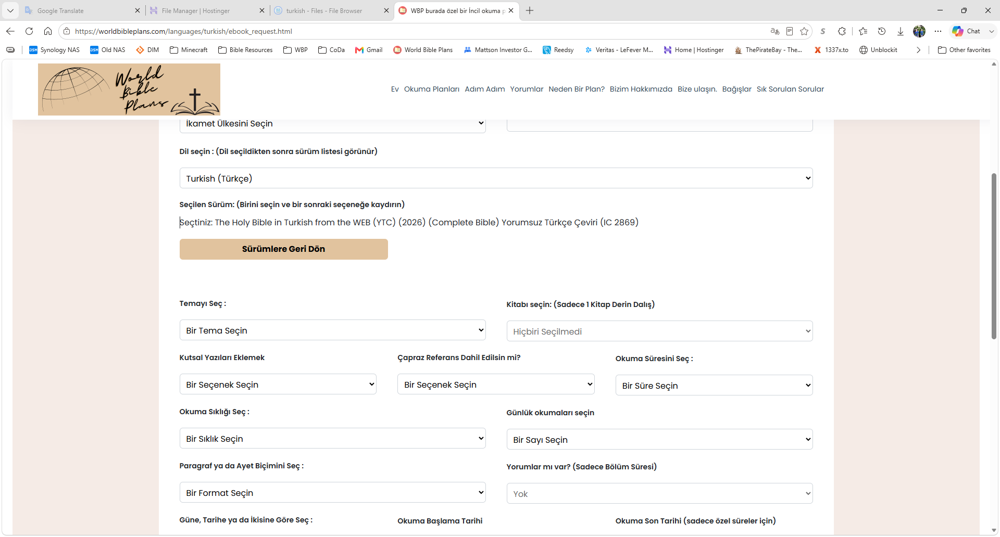 Google Translate
File Manager | Hostinger
turkish - Files - File Browser
WBP burada özel bir İncil okuma p
https://worldbibleplans.com/languages/turkish/ebook_request.html
Chat
Synology NAS
Old NAS
DIM
Minecraft
Bible Resources
WBP
CoDa
Gmail
World Bible Plans
Mattson Investor G...
Reedsy
Veritas - LeFever M...
Home | Hostinger
ThePirateBay - The...
1337x.to
Unblockit
Other favorites
World
Bible
Plans
Ev Okuma Planları Adım Adım Yorumlar Neden Bir Plan? Bizim Hakkımızda Bize ulaşın. Bağışlar Sık Sorulan Sorular
İkamet Ülkesini Seçin
Dil seçin : (Dil seçildikten sonra sürüm listesi görünür)
Turkish (Türkçe)
Seçilen Sürüm: (Birini seçin ve bir sonraki seçeneğe kaydırın)
Seçtiniz: The Holy Bible in Turkish from the WEB (YTC) (2026) (Complete Bible) Yorumsuz Türkçe Çeviri (IC 2869)
Sürümlere Geri Dön
Temayı Seç :
Kitabı seçin: (Sadece 1 Kitap Derin Dalış)
Bir Tema Seçin
Hiçbiri Seçilmedi
Kutsal Yazıları Eklemek
Çapraz Referans Dahil Edilsin mi?
Okuma Süresini Seç :
Bir Seçenek Seçin
Bir Seçenek Seçin
Bir Süre Seçin
Okuma Sıklığı Seç :
Günlük okumaları seçin
Bir Sıklık Seçin
Bir Sayı Seçin
Paragraf ya da Ayet Biçimini Seç :
Yorumlar mı var? (Sadece Bölüm Süresi)
Bir Format Seçin
Yok
Güne, Tarihe ya da İkisine Göre Seç :
Okuma Başlama Tarihi
Okuma Son Tarihi (sadece özel süreler için)